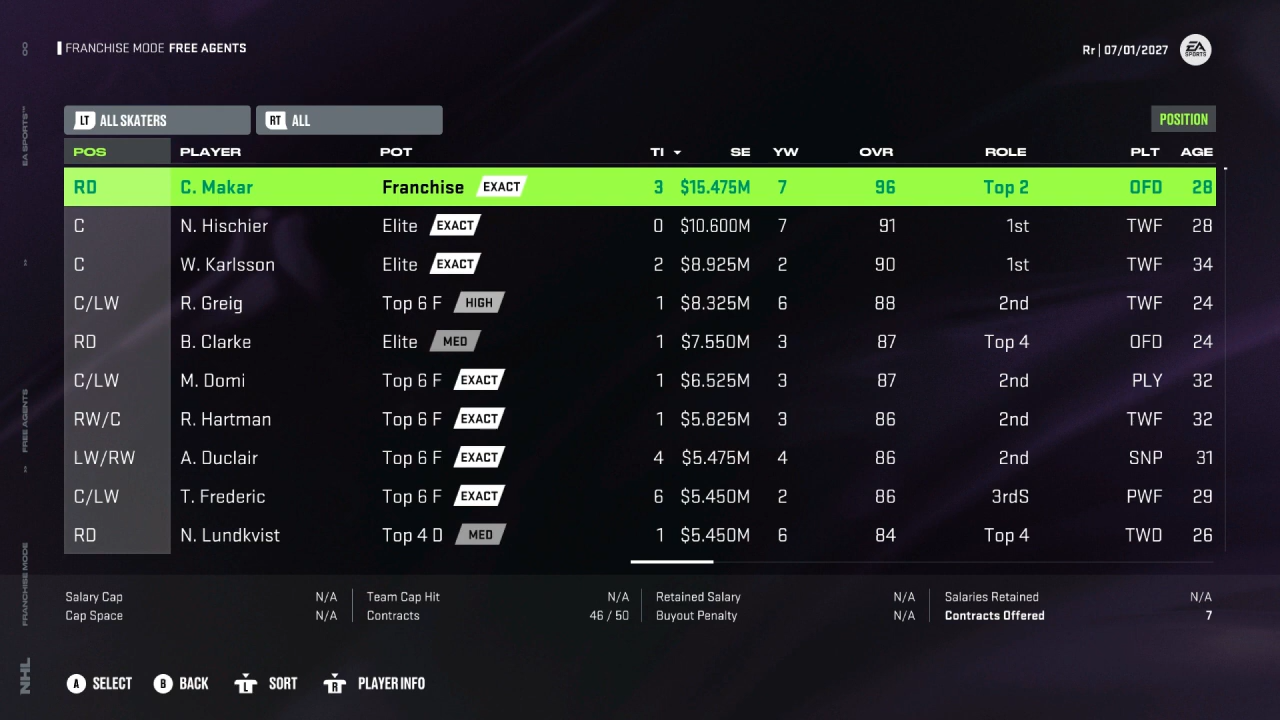 FRANCHISE MODE FREE AGENTS
Rr | 07/01/2027
EA SPORTS
LT ALL SKATERS
RT ALL
POSITION
POS PLAYER POT TI SE YW OVR ROLE PLT AGE
RD C. Makar Franchise EXACT 3 $15.475M 7 96 Top 2 OFD 28
C N. Hischier Elite EXACT 0 $10.600M 7 91 1st TWF 28
C W. Karlsson Elite EXACT 2 $8.925M 2 90 1st TWF 34
C/LW R. Greig Top 6 F HIGH 1 $8.325M 6 88 2nd TWF 24
RD B. Clarke Elite MED 1 $7.550M 3 87 Top 4 OFD 24
C/LW M. Domi Top 6 F EXACT 1 $6.525M 3 87 2nd PLY 32
RW/C R. Hartman Top 6 F EXACT 1 $5.825M 3 86 2nd TWF 32
LW/RW A. Duclair Top 6 F EXACT 4 $5.475M 4 86 2nd SNP 31
C/LW T. Frederic Top 6 F EXACT 6 $5.450M 2 86 3rdS PWF 29
RD N. Lundkvist Top 4 D MED 1 $5.450M 6 84 Top 4 TWD 26
Salary Cap N/A Team Cap Hit N/A Retained Salary N/A Salaries Retained N/A
Cap Space N/A Contracts 46 / 50 Buyout Penalty N/A Contracts Offered 7
A SELECT B BACK L SORT R PLAYER INFO
EA SPORTS™
FREE AGENTS
FRANCHISE MODE
NHL